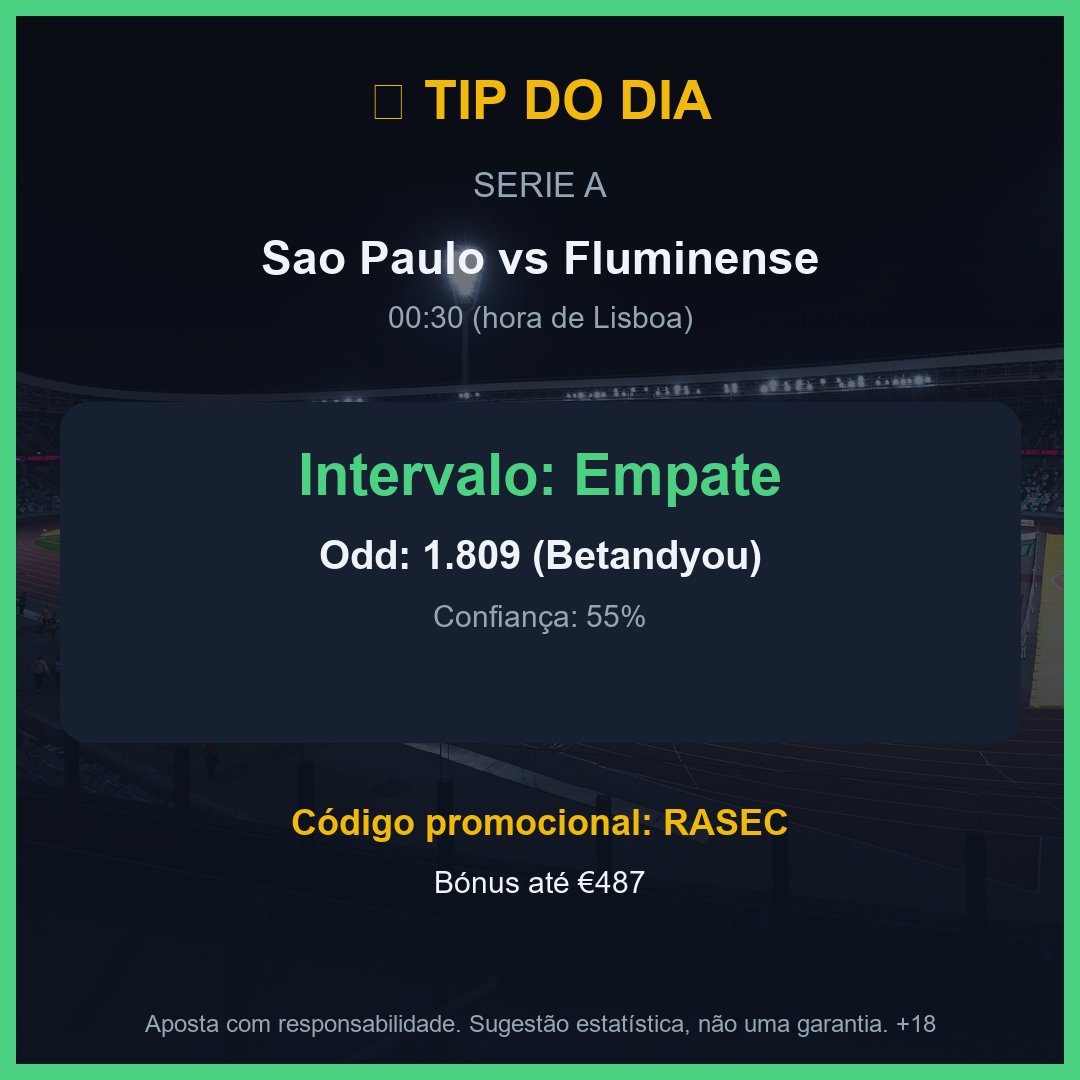 TIP DO DIA
SERIE A
Sao Paulo vs Fluminense
00:30 (hora de Lisboa)
Intervalo: Empate
Odd: 1.809 (Betandyou)
Confiança: 55%
Código promocional: RASEC
Bónus até €487
Aposta com responsabilidade. Sugestão estatística, não uma garantia. +18